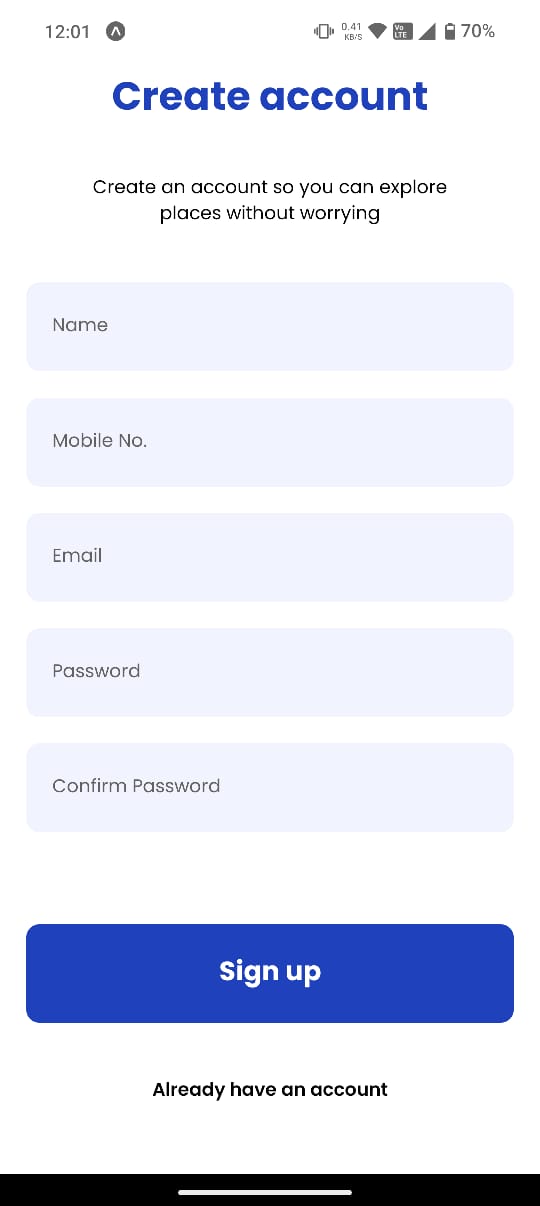 12:01
0.41
KB/S
Vo
LTE
70%
Create account
Create an account so you can explore
places without worrying
Name
Mobile No.
Email
Password
Confirm Password
Sign up
Already have an account